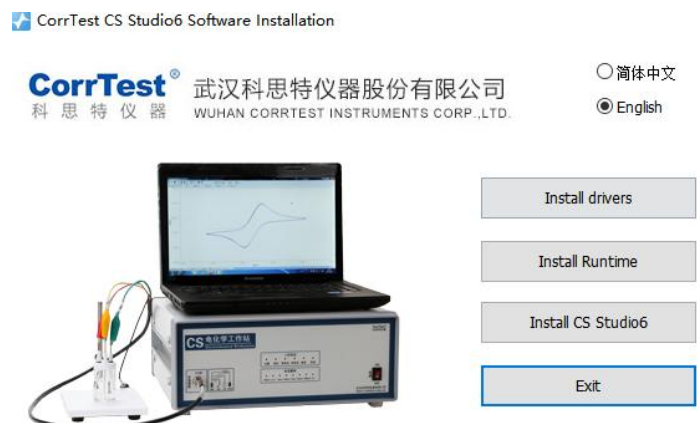 CorrTest CS Studio6 Software Installation
CorrTest®
科思特仪器
武汉科思特仪器股份有限公司
WUHAN CORRTEST INSTRUMENTS CORP.,LTD.
简体中文
English
Install drivers
Install Runtime
Install CS Studio6
Exit
CS电化学工作站